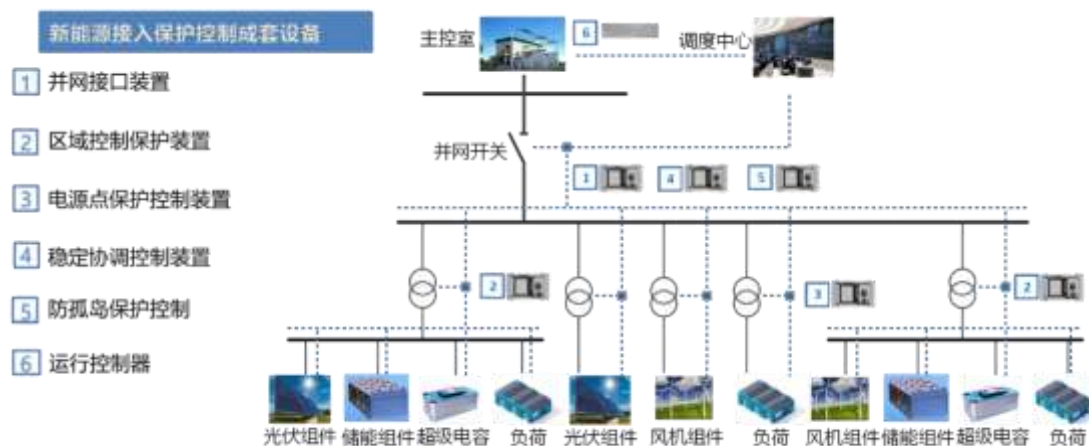 新能源接入保护控制成套设备
1 并网接口装置
2 区域控制保护装置
3 电源点保护控制装置
4 稳定协调控制装置
5 防孤岛保护控制
6 运行控制器
主控室
6
调度中心
并网开关
1
4
5
2
3
2
光伏组件 储能组件 超级电容 负荷 光伏组件 风机组件 负荷 风机组件 储能组件 超级电容 负荷